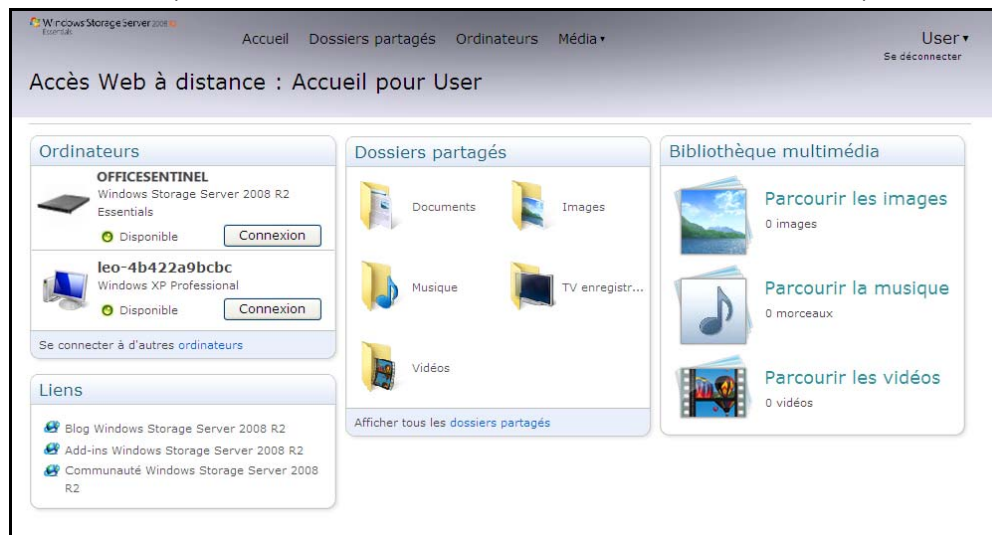 Windows Storage Server 2008 R2
Essentials
Accueil Dossiers partagés Ordinateurs Média
User
Se déconnecter
Accès Web à distance : Accueil pour User
Ordinateurs
OFFICESENTINEL
Windows Storage Server 2008 R2
Essentials
Disponible Connexion
leo-4b422a9bcbc
Windows XP Professional
Disponible Connexion
Se connecter à d'autres ordinateurs
Liens
Blog Windows Storage Server 2008 R2
Add-ins Windows Storage Server 2008 R2
Communauté Windows Storage Server 2008
R2
Dossiers partagés
Documents Images
Musique TV enregistr...
Vidéos
Afficher tous les dossiers partagés
Bibliothèque multimédia
Parcourir les images
0 images
Parcourir la musique
0 morceaux
Parcourir les vidéos
0 vidéos